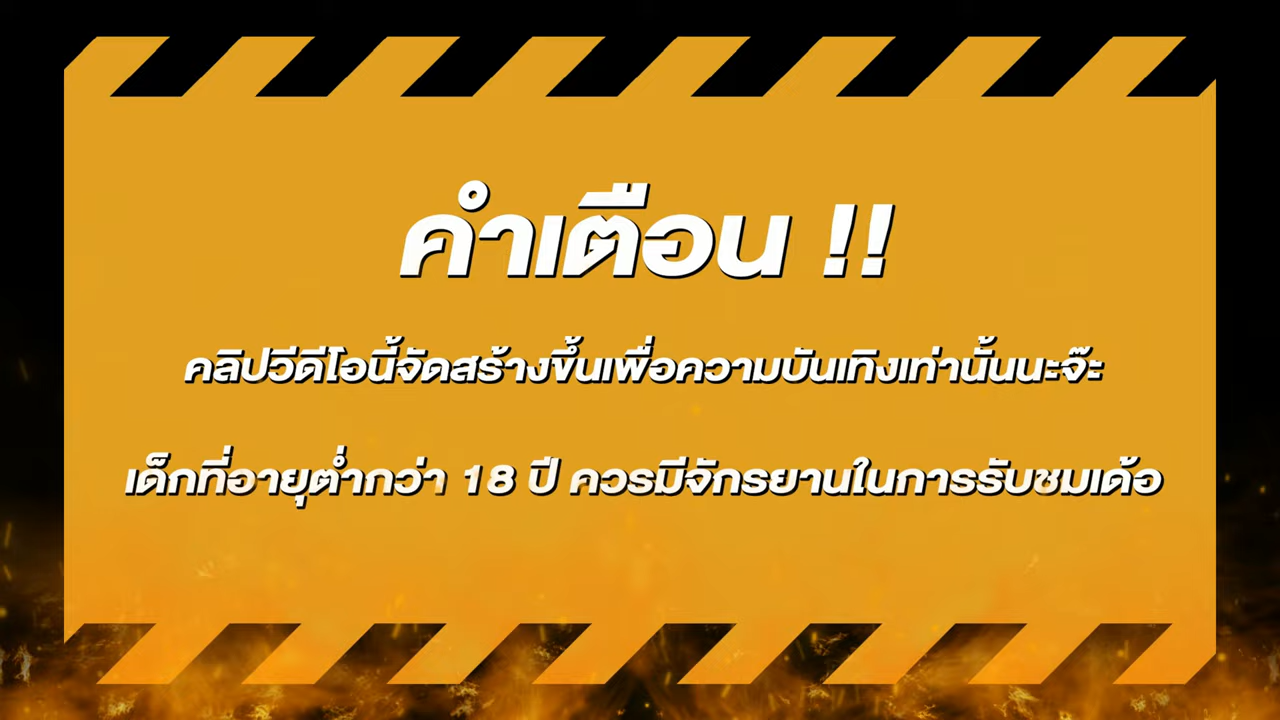 คำเตือน !!
คลิปวีดีโอนี้จัดสร้างขึ้นเพื่อความบันเทิงเท่านั้นนะจ๊ะ
เด็กที่อายุต่ำกว่า 18 ปี ควรมีจักรยานในการรับชมเด้อ